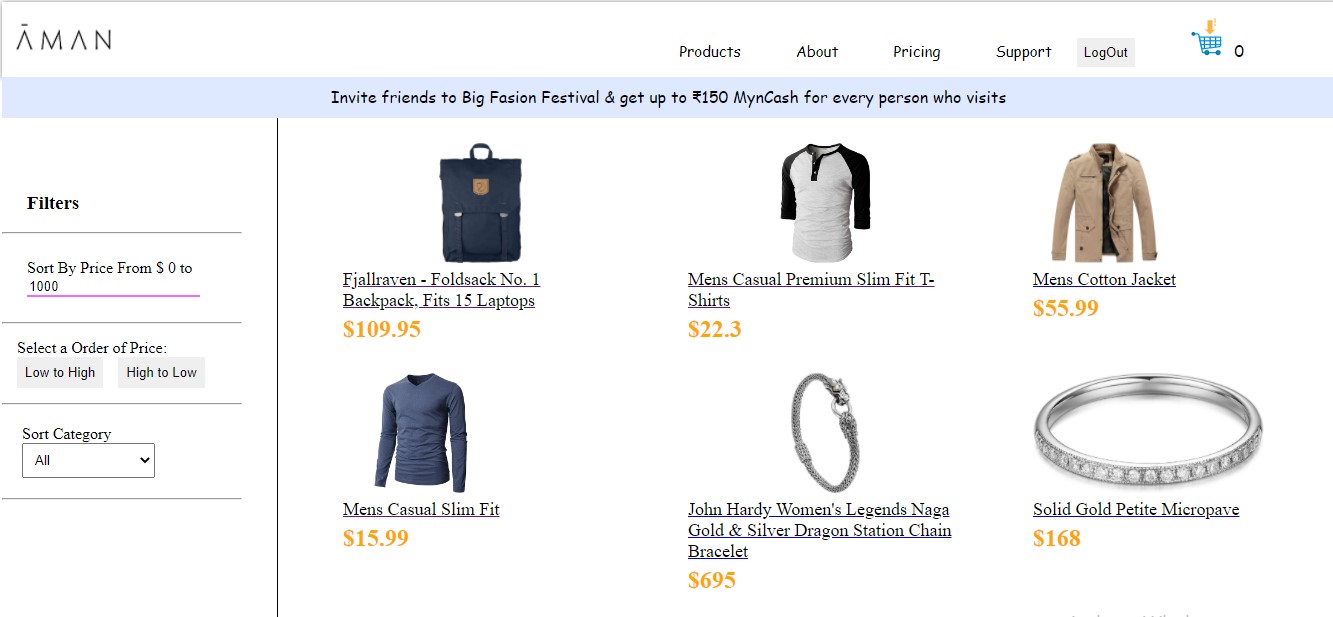 ĀMAN
Products About Pricing Support LogOut 0
Invite friends to Big Fasion Festival & get up to ₹150 MynCash for every person who visits
Filters
Sort By Price From $ 0 to
1000
Select a Order of Price:
Low to High High to Low
Sort Category
All
Fjallraven - Foldsack No. 1
Backpack, Fits 15 Laptops
$109.95
Mens Casual Premium Slim Fit T-
Shirts
$22.3
Mens Cotton Jacket
$55.99
Mens Casual Slim Fit
$15.99
John Hardy Women's Legends Naga
Gold & Silver Dragon Station Chain
Bracelet
$695
Solid Gold Petite Micropave
$168